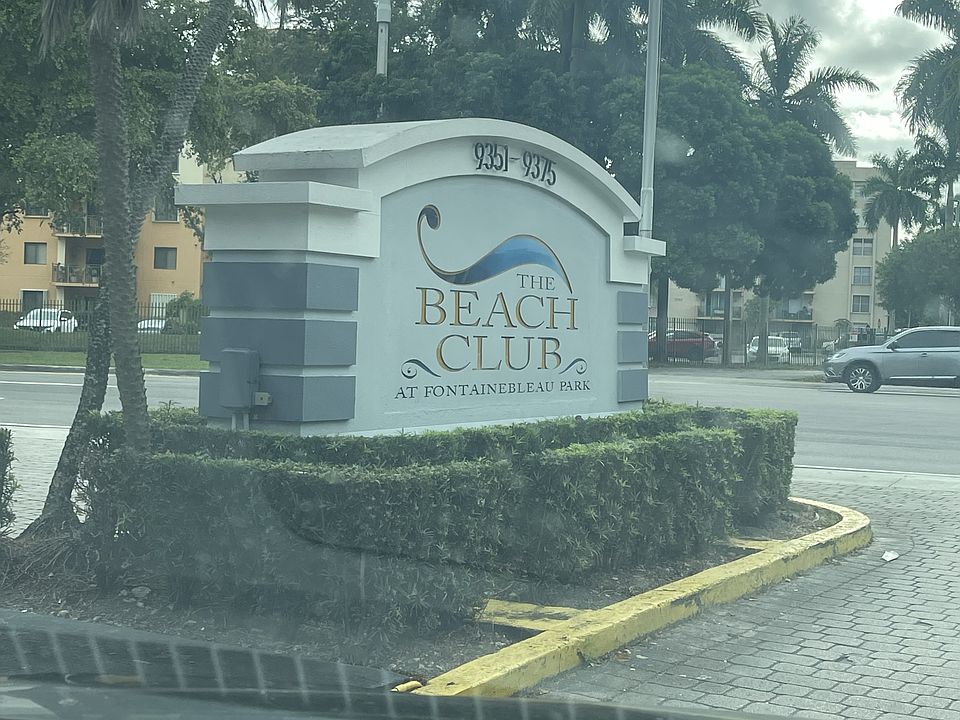 9351-9375
THE
BEACH
CLUB
AT FONTAINEBLEAU PARK